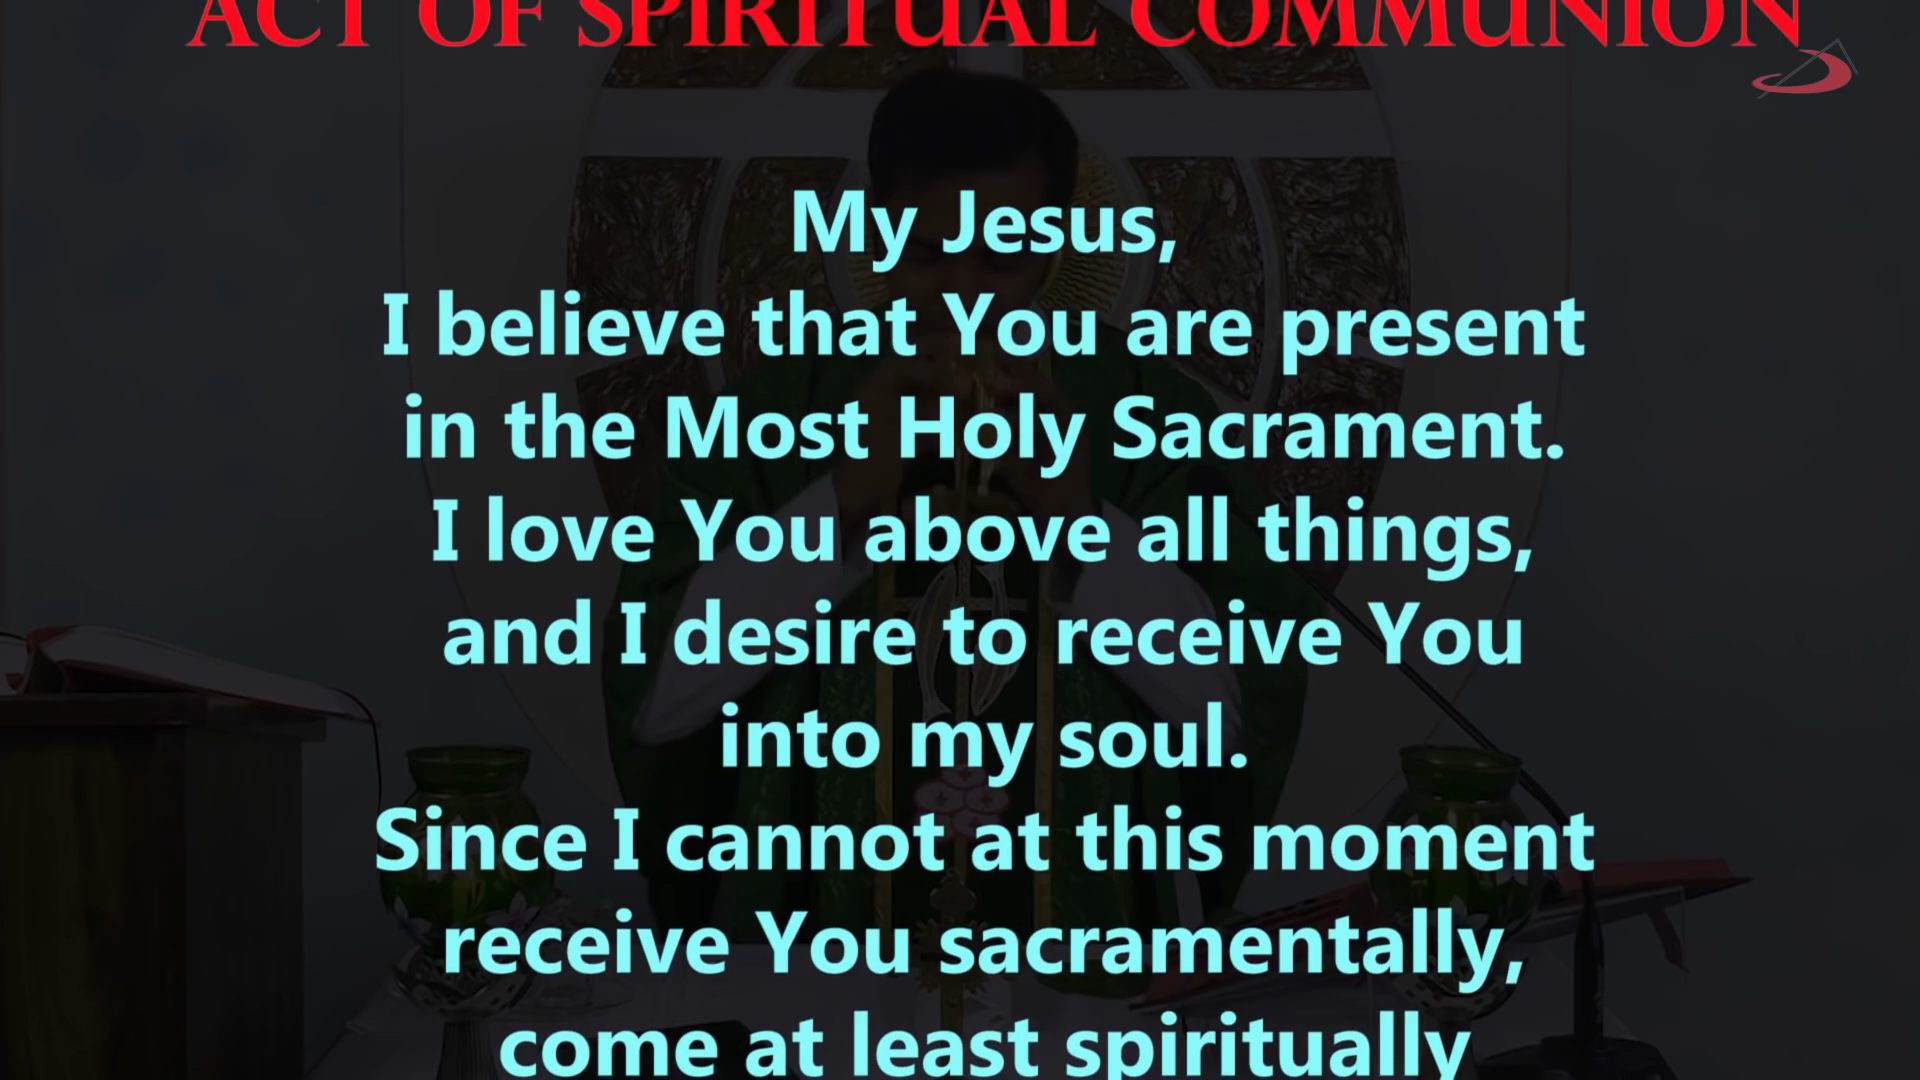 ACT OF SPIRITUAL COMMUNION
My Jesus,
I believe that You are present
in the Most Holy Sacrament.
I love You above all things,
and I desire to receive You
into my soul.
Since I cannot at this moment
receive You sacramentally,
come at least spiritually